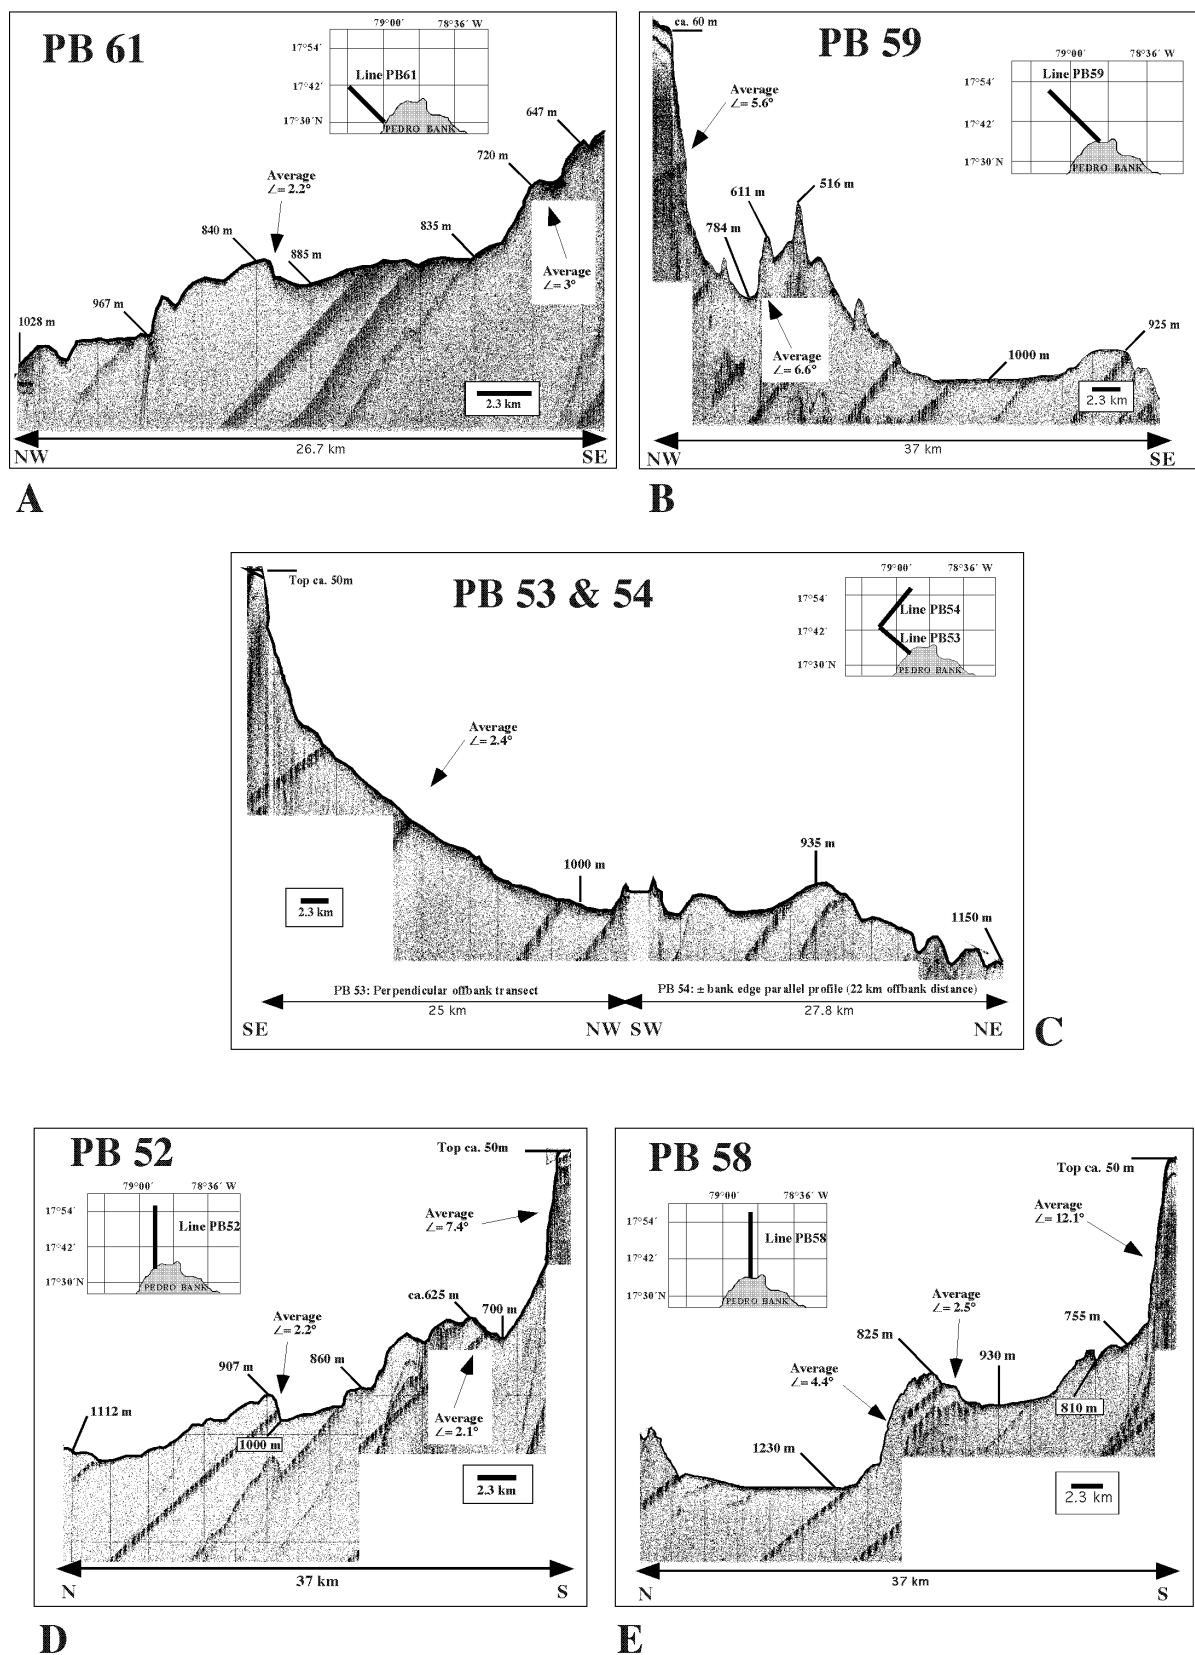 PB 61
79°00′ 78°36′ W
17°54′
17°42′
17°30′N
Line PB61
PEDRO BANK
647 m
720 m
Average
∠= 2.2°
840 m
885 m
835 m
Average
∠= 3°
967 m
1028 m
2.3 km
26.7 km
NW
SE
A
ca. 60 m
PB 59
79°00′ 78°36′ W
17°54′
17°42′
17°30′N
Line PB59
PEDRO BANK
Average
∠= 5.6°
611 m
516 m
784 m
Average
∠= 6.6°
1000 m
925 m
2.3 km
37 km
NW
SE
B
Top ca. 50m
PB 53 & 54
79°00′ 78°36′ W
17°54′
17°42′
17°30′N
Line PB54
Line PB53
PEDRO BANK
Average
∠= 2.4°
1000 m
935 m
1150 m
2.3 km
PB 53: Perpendicular offbank transect
PB 54: ± bank edge parallel profile (22 km offbank distance)
25 km
27.8 km
SE
NW SW
NE
C
PB 52
Top ca. 50m
79°00′ 78°36′ W
17°54′
17°42′
17°30′N
Line PB52
PEDRO BANK
Average
∠= 7.4°
ca.625 m
700 m
Average
∠= 2.2°
907 m
860 m
1112 m
1000 m
Average
∠= 2.1°
2.3 km
37 km
N
S
D
PB 58
Top ca. 50 m
79°00′ 78°36′ W
17°54′
17°42′
17°30′N
Line PB58
PEDRO BANK
Average
∠= 12.1°
Average
∠= 2.5°
825 m
755 m
930 m
Average
∠= 4.4°
810 m
1230 m
2.3 km
37 km
N
S
E